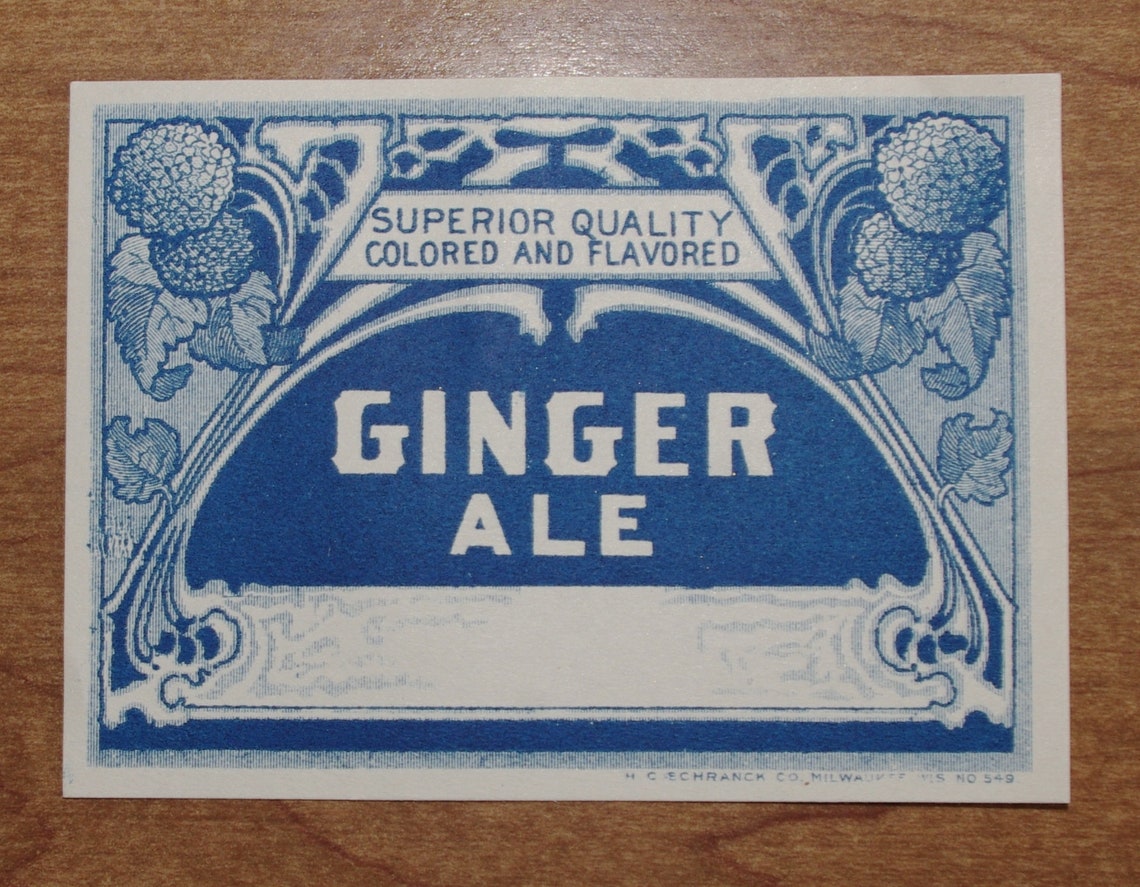 SUPERIOR QUALITY
COLORED AND FLAVORED
GINGER
ALE
H C SCHRANCK CO. MILWAUKEE WIS NO 549